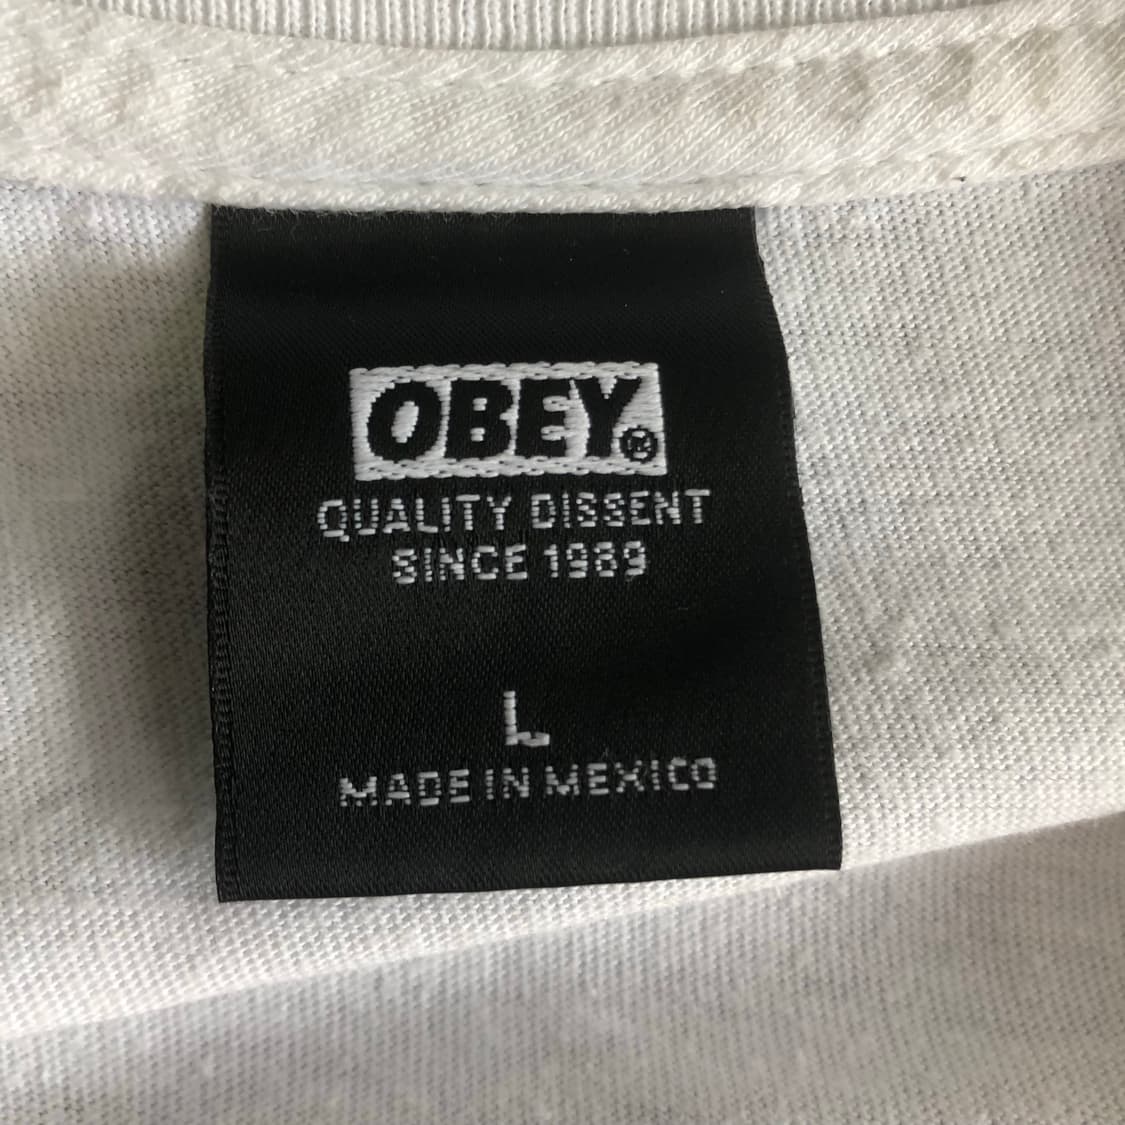 OBEY®
QUALITY DISSENT
SINCE 1989
L
MADE IN MEXICO